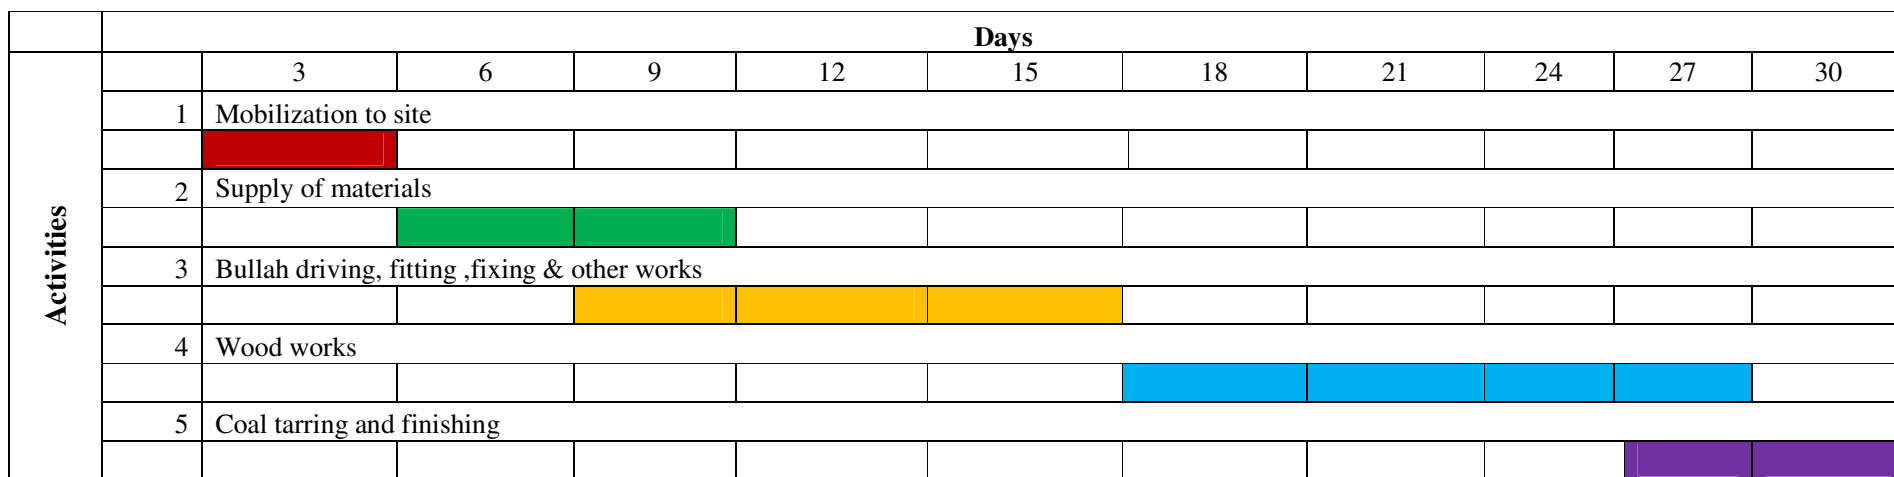 Days
3 6 9 12 15 18 21 24 27 30
Activities
1 Mobilization to site
2 Supply of materials
3 Bullah driving, fitting ,fixing & other works
4 Wood works
5 Coal tarring and finishing